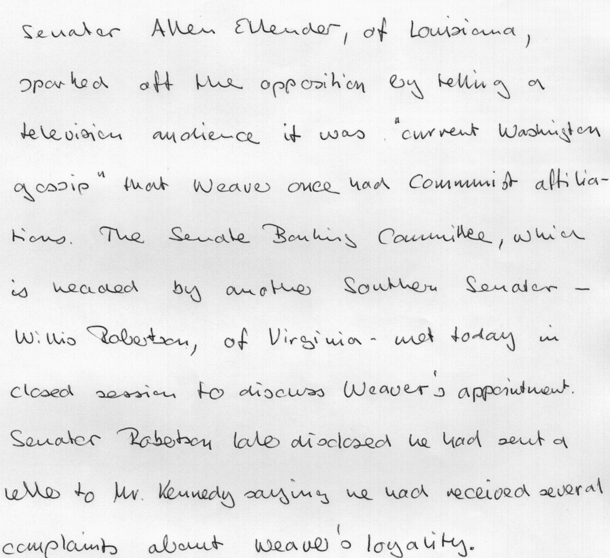 Senator Allen Ellender, of Louisiana,
sparked off the opposition by telling a
television audience it was "current Washington
gossip" that Weaver once had Communist affilia-
tions. The Senate Banking Committee, which
is headed by another Southern Senator -
Willis Robertson, of Virginia - met today in
closed session to discuss Weaver's appointment.
Senator Robertson later disclosed he had sent a
letter to Mr. Kennedy saying he had received several
complaints about Weaver's loyality.